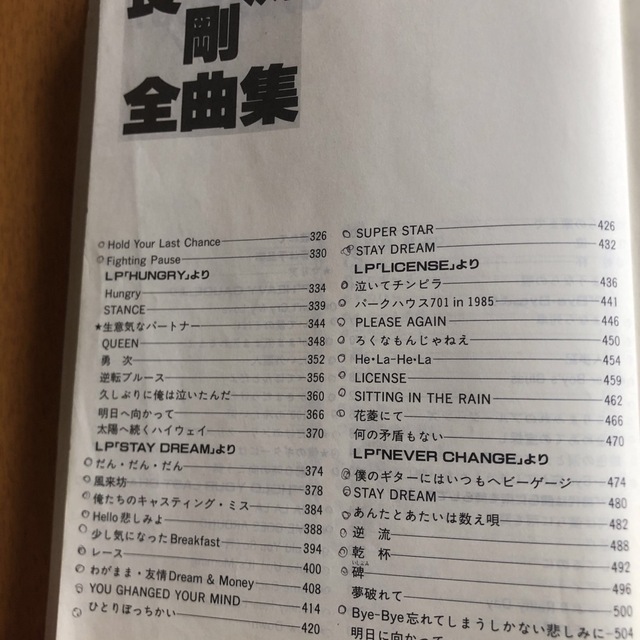 剛
全曲集
Hold Your Last Chance 326
Fighting Pause 330
LP「HUNGRY」より
Hungry 334
STANCE 339
★生意気なパートナー 344
QUEEN 348
勇 次 352
逆転ブルース 356
久しぶりに俺は泣いたんだ 360
明日へ向かって 366
太陽へ続くハイウェイ 370
LP「STAY DREAM」より
だん・だん・だん 374
風来坊 378
俺たちのキャスティング・ミス 384
Hello悲しみよ 388
少し気になったBreakfast 394
レース 400
わがまま・友情Dream & Money 408
YOU GHANGED YOUR MIND 414
ひとりぼっちかい 420
SUPER STAR 426
STAY DREAM 432
LP「LICENSE」より
泣いてチンピラ 436
パークハウス701 in 1985 441
PLEASE AGAIN 446
ろくなもんじゃねえ 450
He・La-He・La 454
LICENSE 459
SITTING IN THE RAIN 462
花菱にて 466
何の矛盾もない 470
LP「NEVER CHANGE」より
僕のギターにはいつもヘビーゲージ 474
STAY DREAM 480
あんたとあたいは数え唄 482
逆 流 488
乾 杯 492
碑 496
夢破れて 500
Bye-Bye忘れてしまうしかない悲しみに 504
明日に向かって